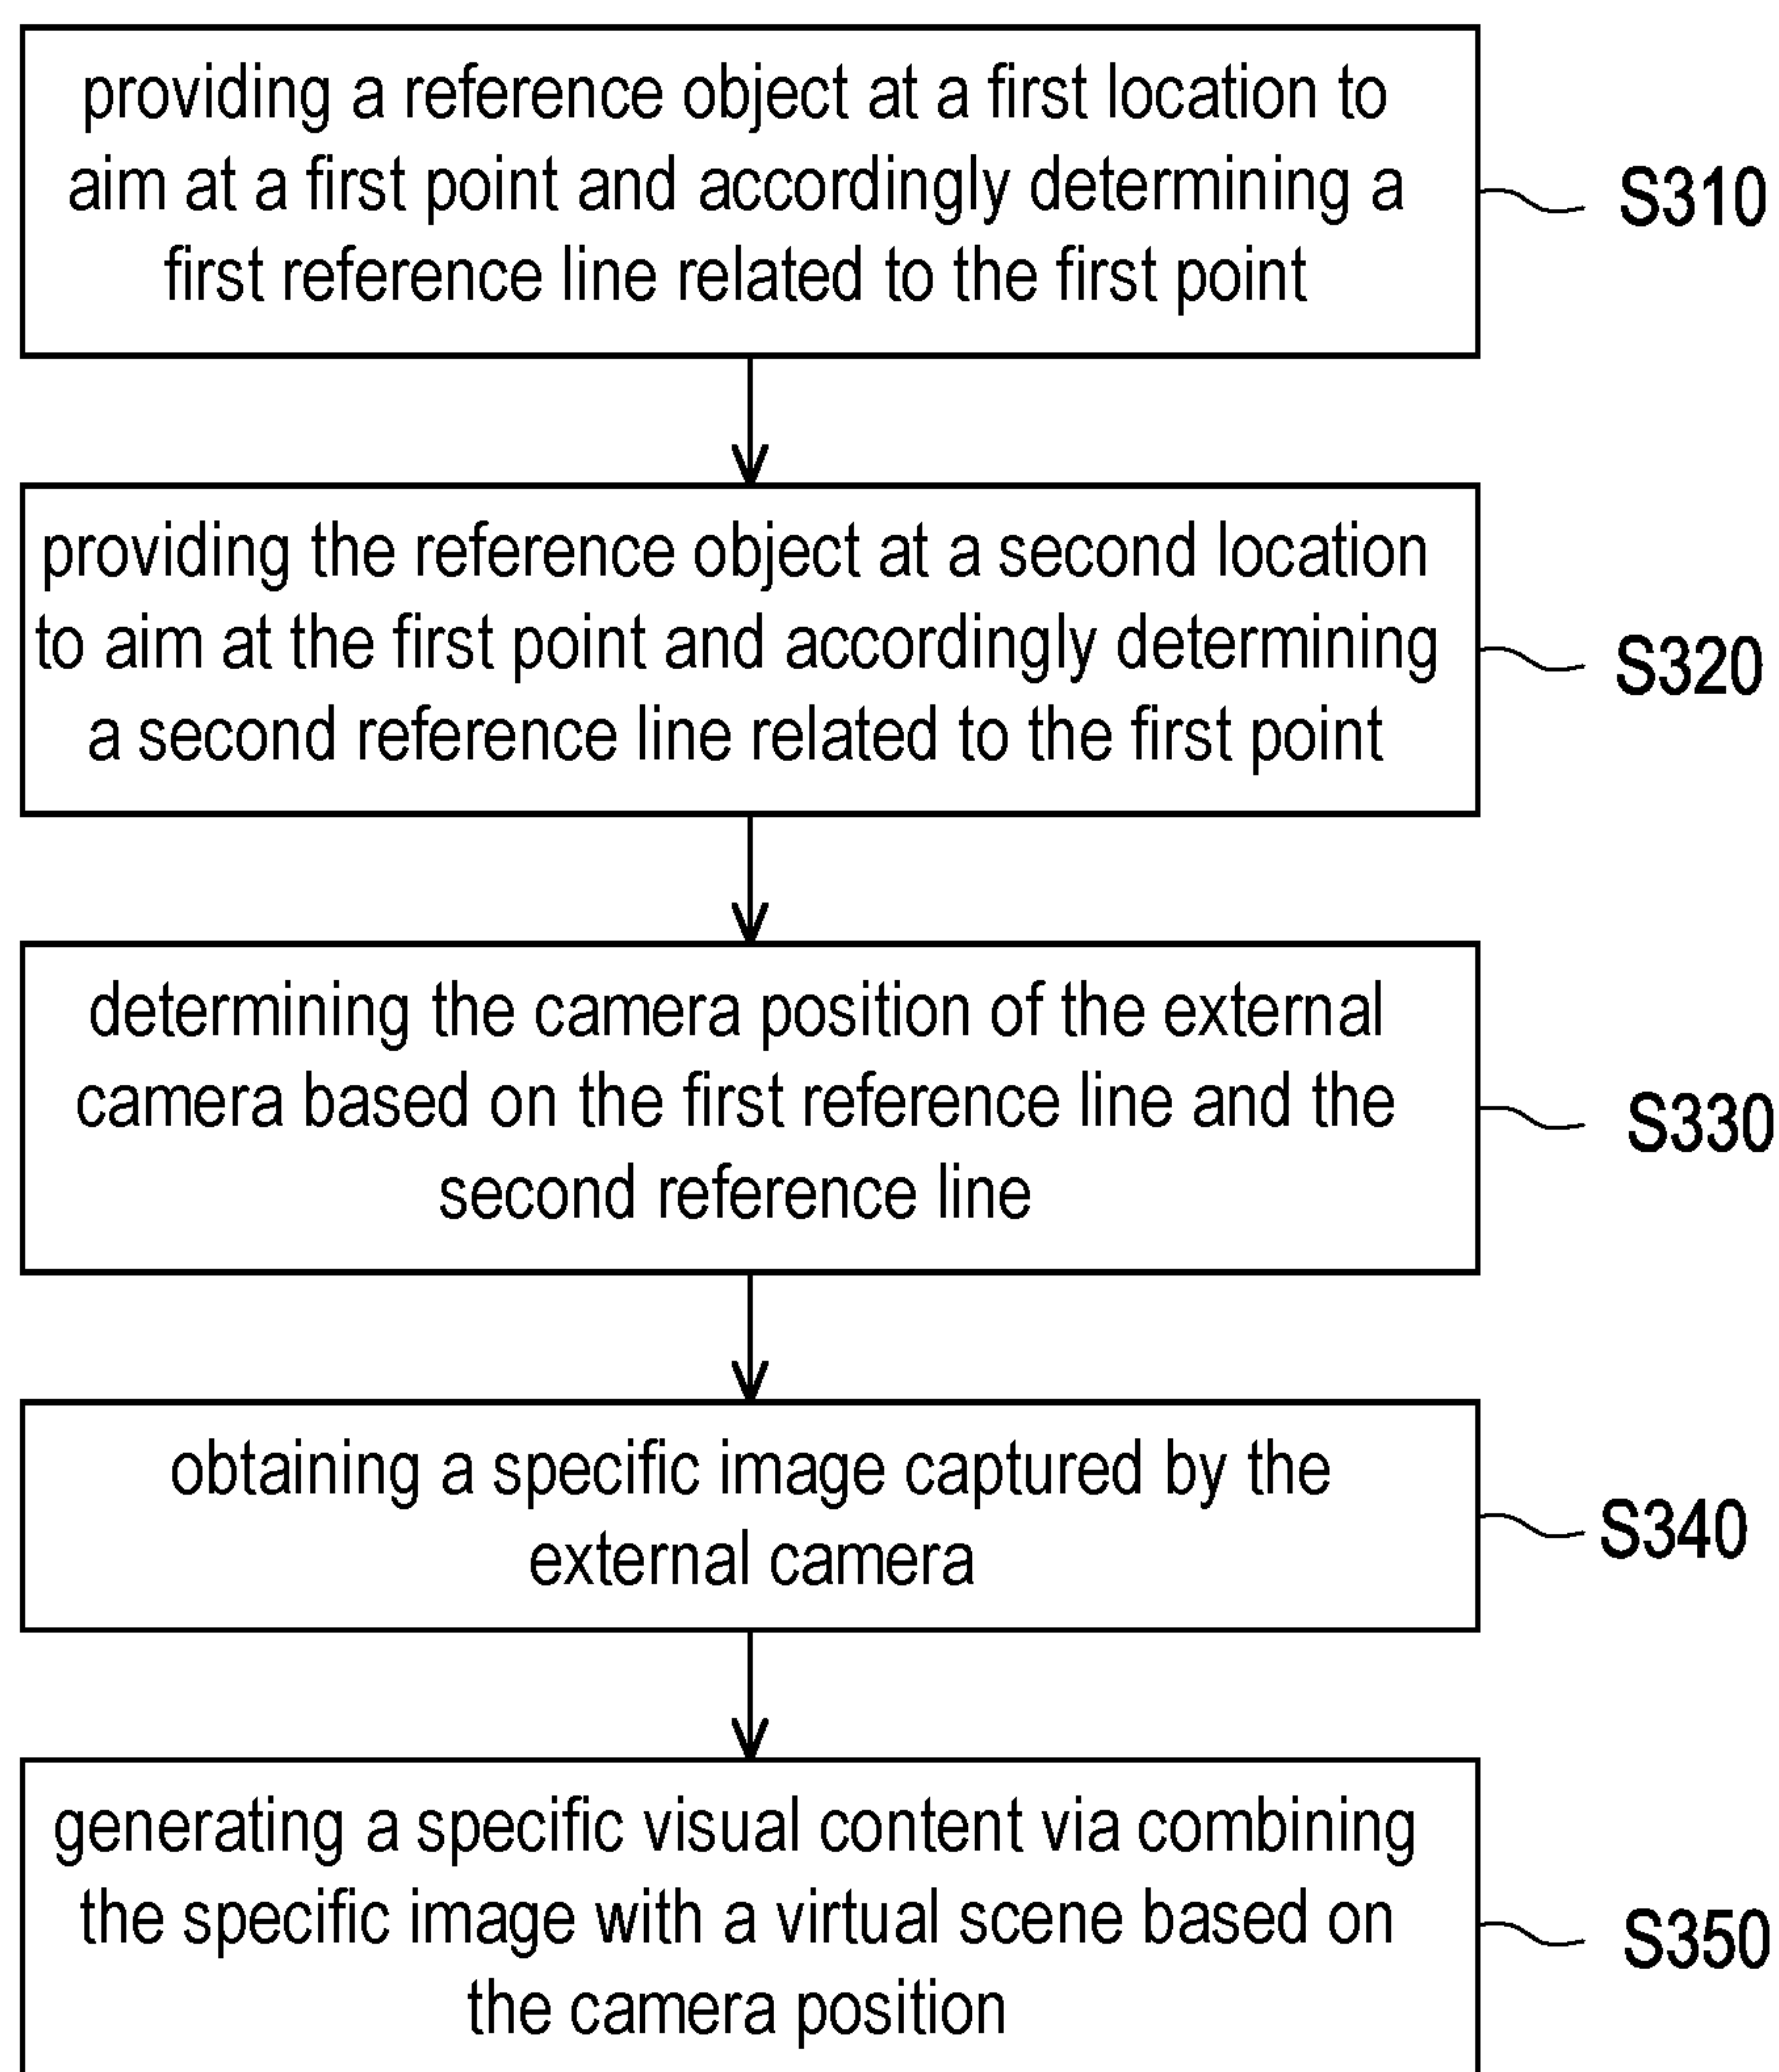 providing a reference object at a first location to
aim at a first point and accordingly determining a
first reference line related to the first point
S310
providing the reference object at a second location
to aim at the first point and accordingly determining
a second reference line related to the first point
S320
determining the camera position of the external
camera based on the first reference line and the
second reference line
S330
obtaining a specific image captured by the
external camera
S340
generating a specific visual content via combining
the specific image with a virtual scene based on
the camera position
S350